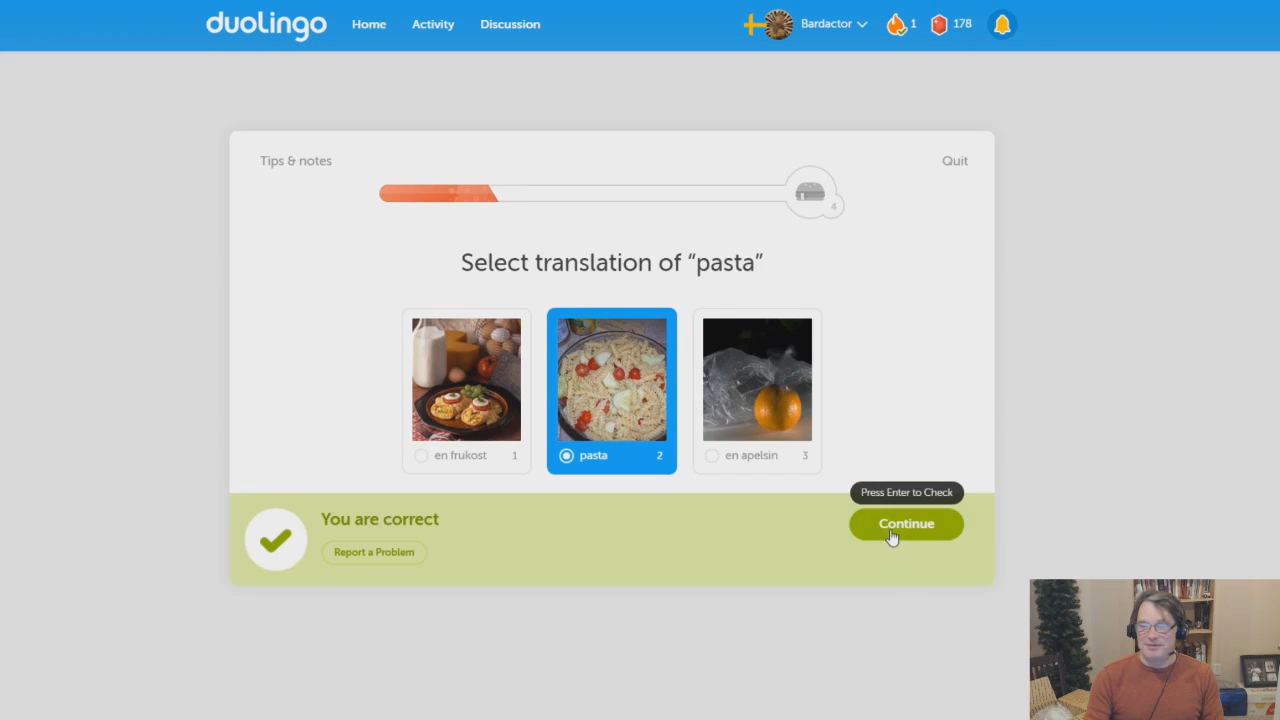 duolingo Home Activity Discussion Bardactor 1 178
Tips & notes Quit
4
Select translation of “pasta”
en frukost 1 pasta 2 en apelsin 3
Press Enter to Check
You are correct
Continue
Report a Problem